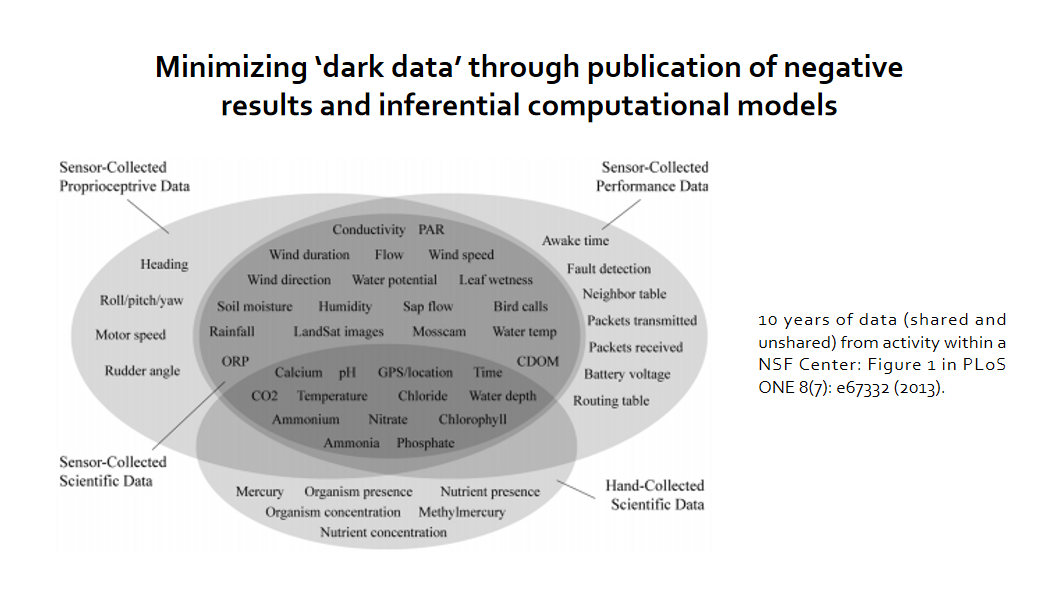 Minimizing ‘dark data’ through publication of negative
results and inferential computational models
Sensor-Collected
Proprioceptive Data
Sensor-Collected
Performance Data
Conductivity PAR
Wind duration Flow Wind speed
Wind direction Water potential Leaf wetness
Soil moisture Humidity Sap flow Bird calls
Rainfall LandSat images Mosscam Water temp
ORP CDOM
Calcium pH GPS/location Time
CO2 Temperature Chloride Water depth
Ammonium Nitrate Chlorophyll
Ammonia Phosphate
Heading
Roll/pitch/yaw
Motor speed
Rudder angle
Awake time
Fault detection
Neighbor table
Packets transmitted
Packets received
Battery voltage
Routing table
Sensor-Collected
Scientific Data
Hand-Collected
Scientific Data
Mercury Organism presence Nutrient presence
Organism concentration Methylmercury
Nutrient concentration
10 years of data (shared and
unshared) from activity within a
NSF Center: Figure 1 in PLoS
ONE 8(7): e67332 (2013).